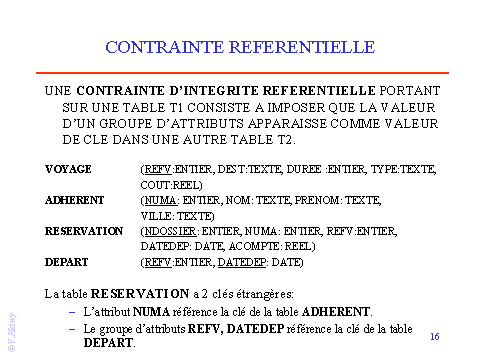 CONTRAINTE REFERENTIELLE
UNE CONTRAINTE D'INTEGRITE REFERENTIELLE PORTANT
SUR UNE TABLE T1 CONSISTE A IMPOSER QUE LA VALEUR
D'UN GROUPE D'ATTRIBUTS APPARAISSE COMME VALEUR
DE CLE DANS UNE AUTRE TABLE T2.
VOYAGE (REFV:ENTIER, DEST:TEXTE, DUREE :ENTIER, TYPE:TEXTE,
COUT:REEL)
ADHERENT (NUMA: ENTIER, NOM: TEXTE, PRENOM: TEXTE,
VILLE: TEXTE)
RESERVATION (NDOSSIER: ENTIER, NUMA: ENTIER, REFV:ENTIER,
DATEDEP: DATE, ACOMPTE: REEL)
DEPART (REFV:ENTIER, DATEDEP: DATE)
La table RESERVATION a 2 clés étrangères:
– L'attribut NUMA référence la clé de la table ADHERENT.
– Le groupe d'attributs REFV, DATEDEP référence la clé de la table
DEPART.
16